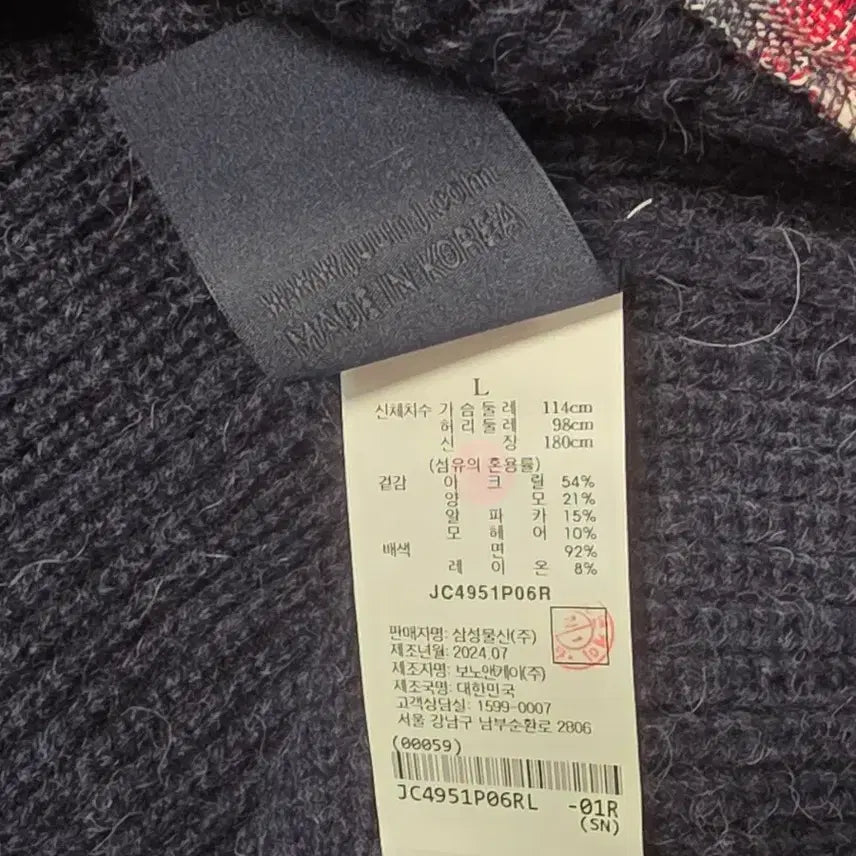 MADE IN KOREA
L
신체치수 가 슴 둘 레 114cm
허 리 둘 레 98cm
신 장 180cm
(섬유의 혼용률)
겉감 아 크 릴 54%
양 모 21%
알 파 카 15%
모 헤 어 10%
배색 면 92%
레 이 온 8%
JC4951P06R
판매자명: 삼성물산(주)
제조년월: 2024.07
제조자명: 보노앤케이(주)
제조국명: 대한민국
고객상담실: 1599-0007
서울 강남구 남부순환로 2806
(00059)
JC4951P06RL -01R
(SN)